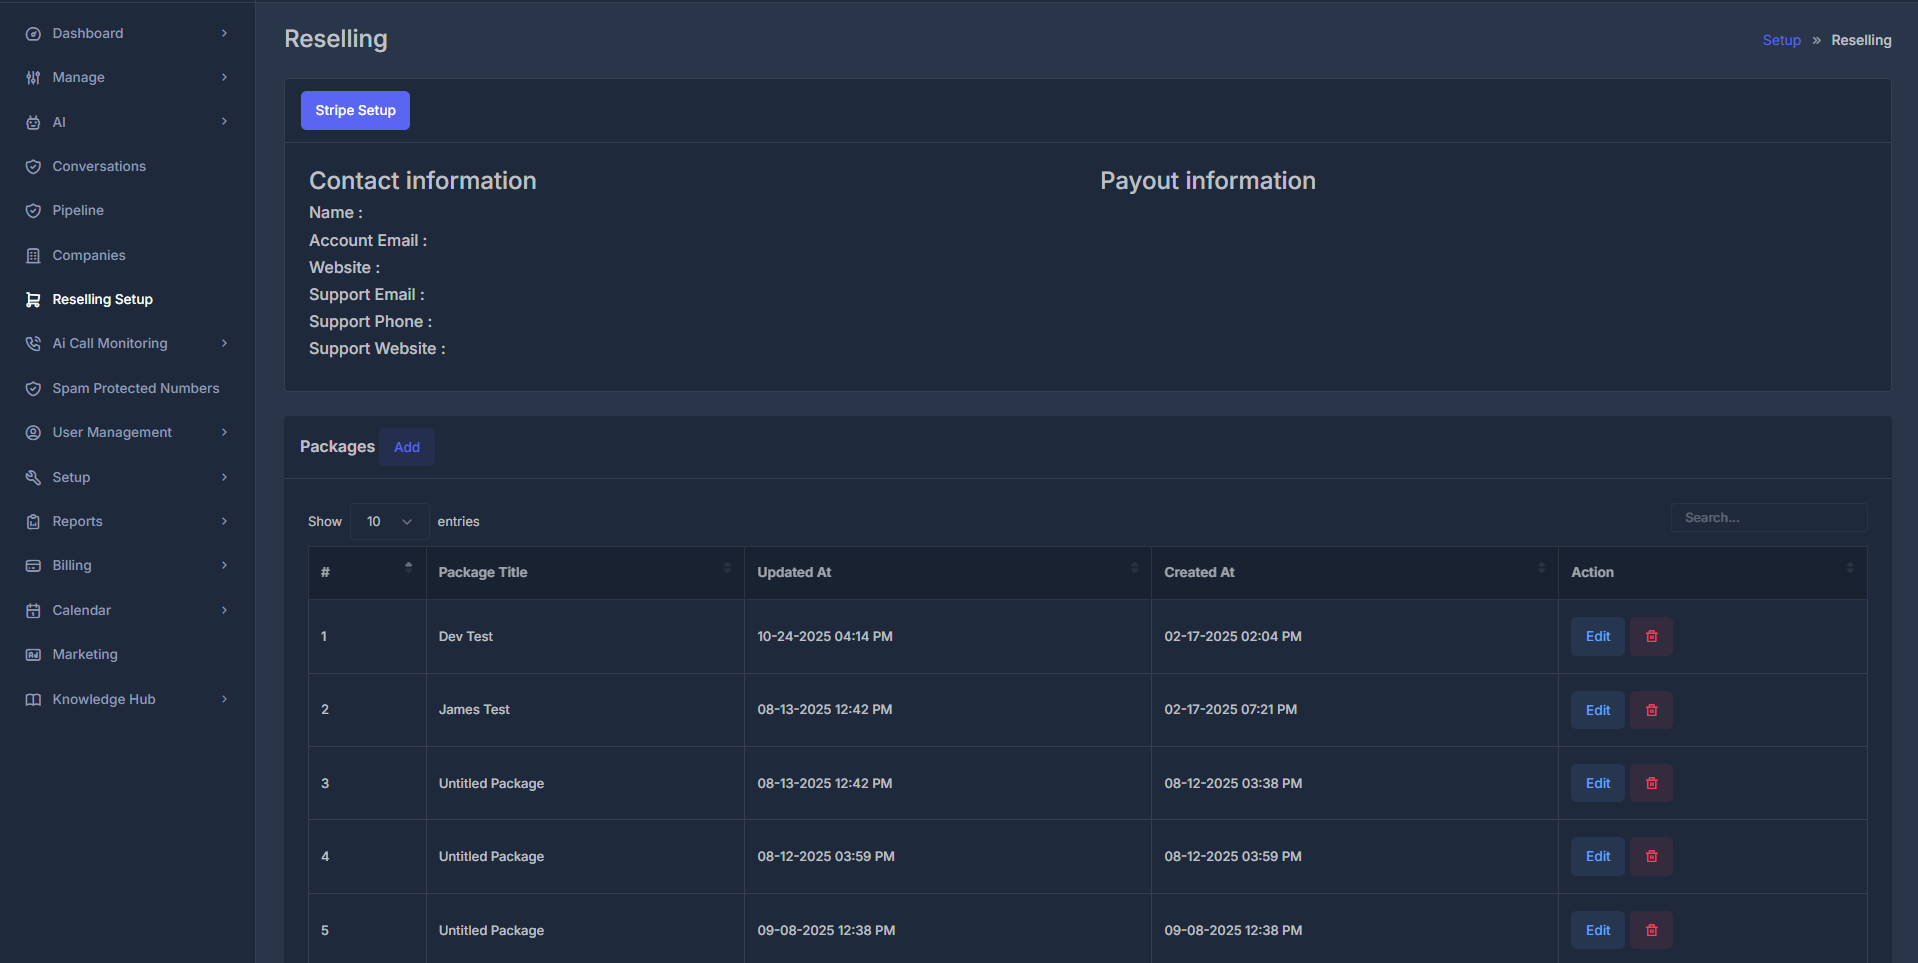 Dashboard
Manage
AI
Conversations
Pipeline
Companies
Reselling Setup
Ai Call Monitoring
Spam Protected Numbers
User Management
Setup
Reports
Billing
Calendar
Marketing
Knowledge Hub
Reselling
Setup » Reselling
Stripe Setup
Contact information
Name :
Account Email :
Website :
Support Email :
Support Phone :
Support Website :
Payout information
Packages Add
Show 10 entries
Search...
# Package Title Updated At Created At Action
1 Dev Test 10-24-2025 04:14 PM 02-17-2025 02:04 PM Edit
2 James Test 08-13-2025 12:42 PM 02-17-2025 07:21 PM Edit
3 Untitled Package 08-13-2025 12:42 PM 08-12-2025 03:38 PM Edit
4 Untitled Package 08-12-2025 03:59 PM 08-12-2025 03:59 PM Edit
5 Untitled Package 09-08-2025 12:38 PM 09-08-2025 12:38 PM Edit